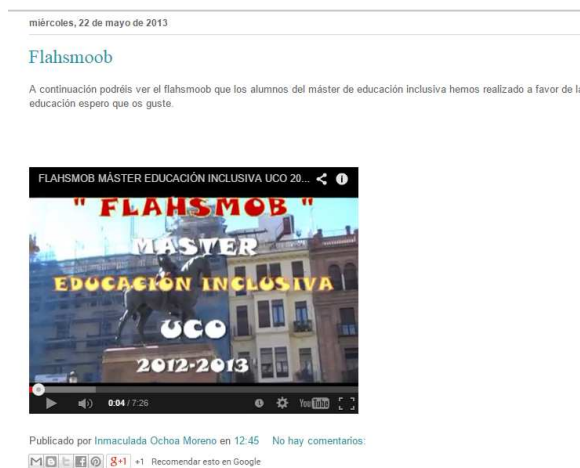 miércoles, 22 de mayo de 2013
Flahsmoob
A continuación podréis ver el flahsmoob que los alumnos del máster de educación inclusiva hemos realizado a favor de la
educación espero que os guste.
FLAHSMOB MÁSTER EDUCACIÓN INCLUSIVA UCO 20...
" FLAHSMOB "
MÁSTER
EDUCACIÓN INCLUSIVA
UCO
2012-2013
0:04 / 7:26 YouTube
Publicado por Inmaculada Ochoa Moreno en 12:45 No hay comentarios:
g+1 +1 Recomendar esto en Google